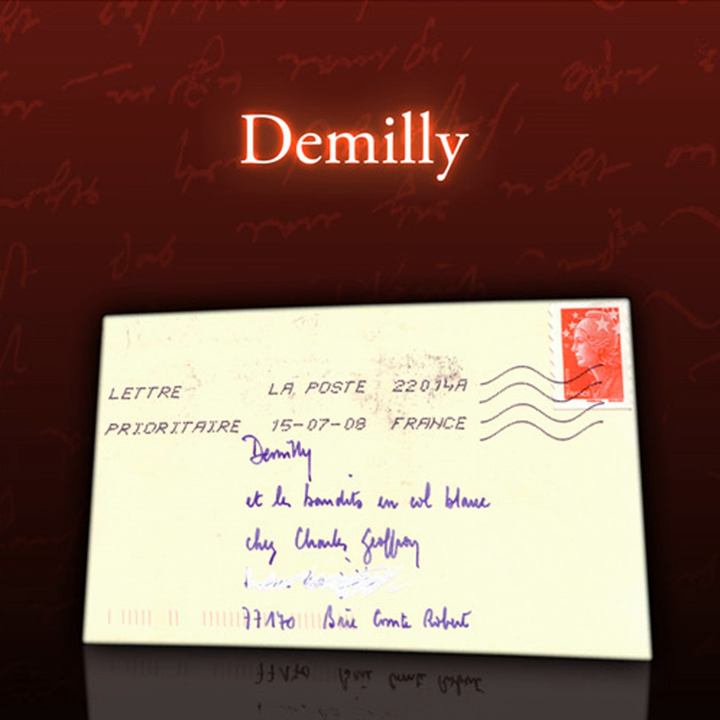 Demilly
LETTRE LA POSTE 22014A
PRIORITAIRE 15-07-08 FRANCE
Demilly
et les bandits en col blanc
chez Charles Geoffroy
77170 Brie Comte Robert